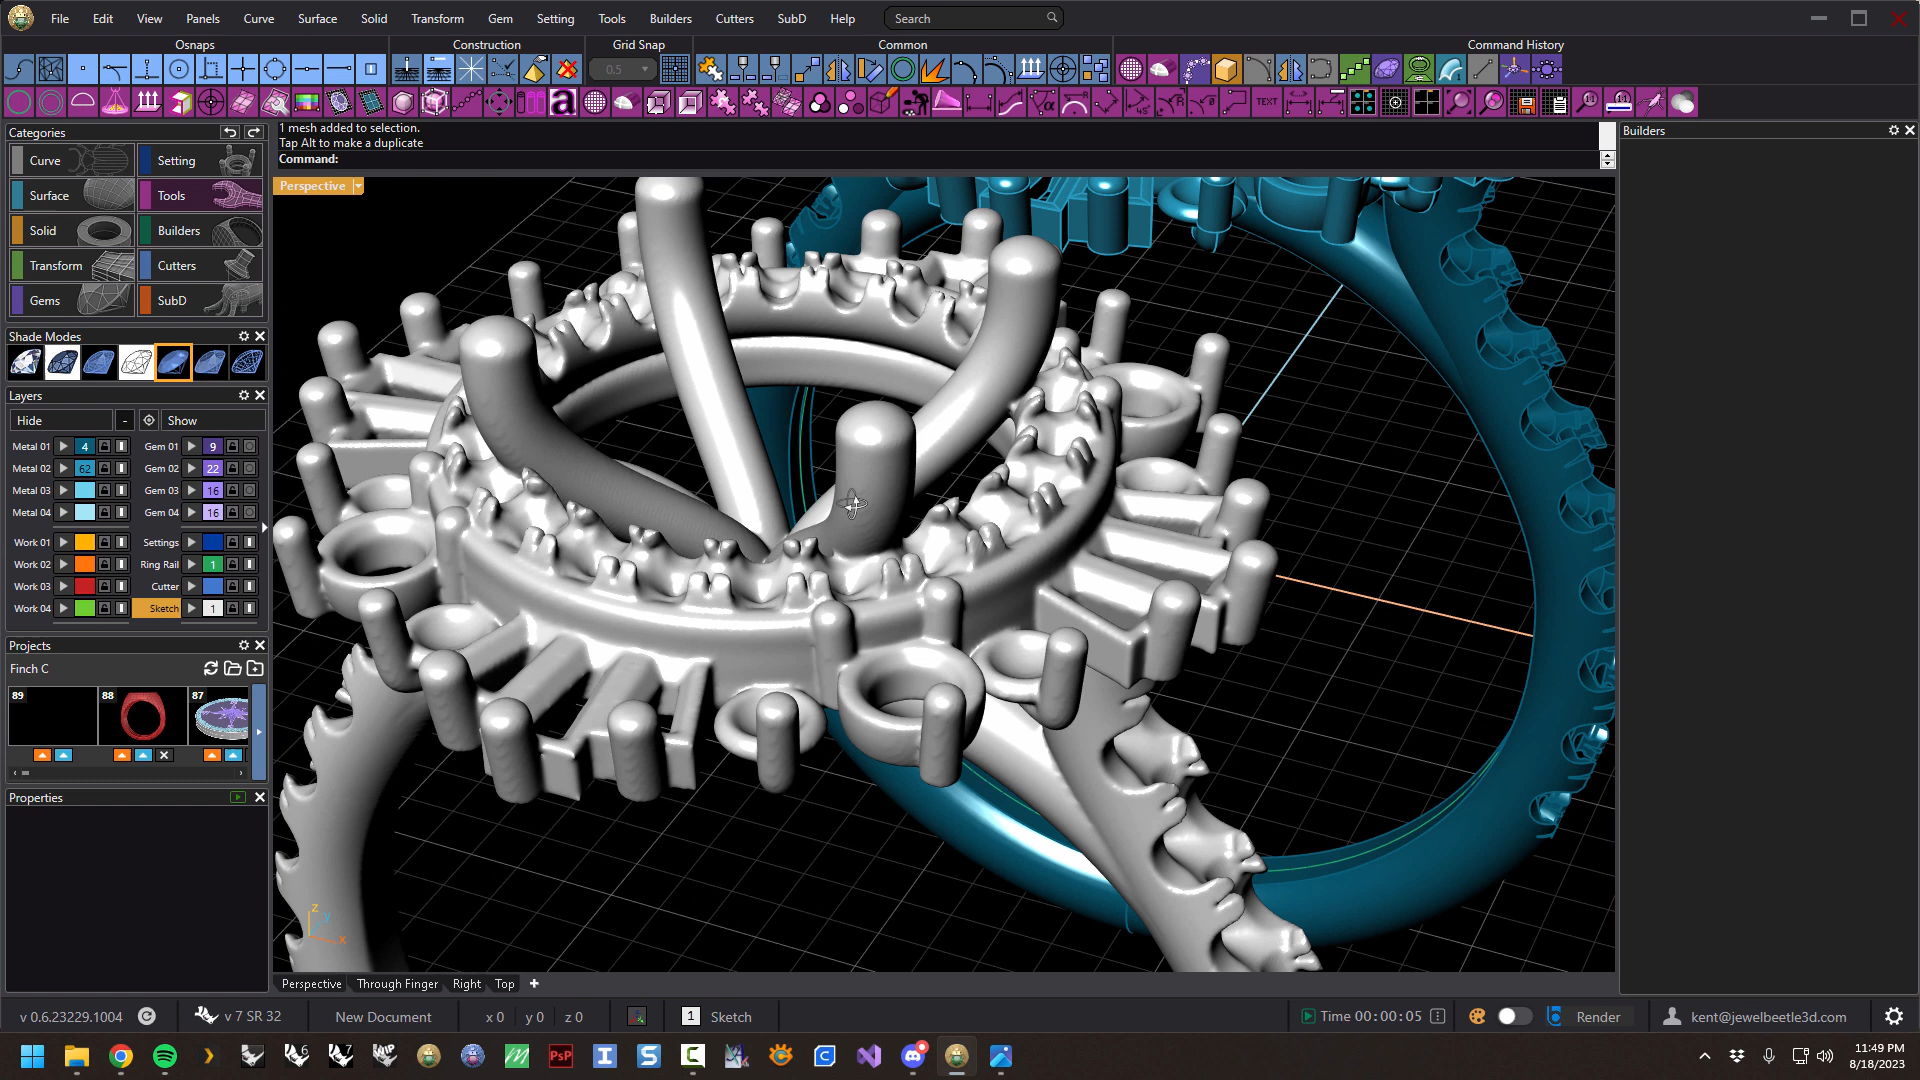 File Edit View Panels Curve Surface Solid Transform Gem Setting Tools Builders Cutters SubD Help Search
Osnaps Construction Grid Snap Common Command History
0.5
a
TEXT
Categories
Curve Setting
Surface Tools
Solid Builders
Transform Cutters
Gems SubD
1 mesh added to selection.
Tap Alt to make a duplicate
Command:
Builders
Perspective
Shade Modes
Layers
Hide - Show
Metal 01 4 Gem 01 9
Metal 02 62 Gem 02 22
Metal 03 Gem 03 16
Metal 04 Gem 04 16
Work 01 Settings
Work 02 Ring Rail 1
Work 03 Cutter
Work 04 Sketch 1
Projects
Finch C
89 88 87
Properties
z
y
x
Perspective Through Finger Right Top +
v 0.6.23229.1004 v 7 SR 32 New Document x 0 y 0 z 0 1 Sketch Time 00:00:05 Render kent@jewelbeetle3d.com
6 7 WIP PsP
11:49 PM
8/18/2023